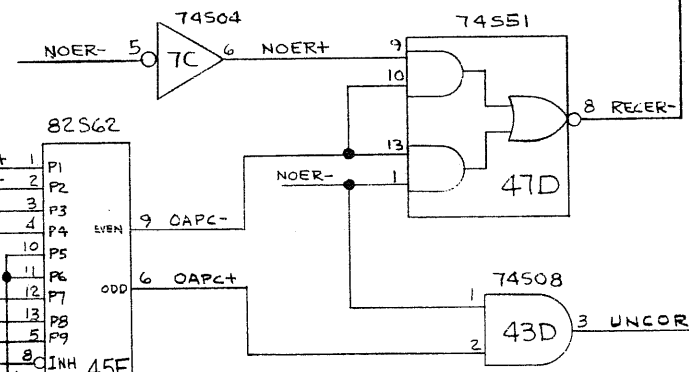 74S04
74S51
NOER-
5
7C
6
NOER+
9
10
8
RECER-
82S62
+
1
P1
-
2
P2
3
P3
4
P4
10
P5
11
P6
12
P7
13
P8
5
P9
8
INH
45F
EVEN
9
OAPC-
ODD
6
OAPC+
13
NOER-
1
47D
74S08
1
2
43D
3
UNCOR